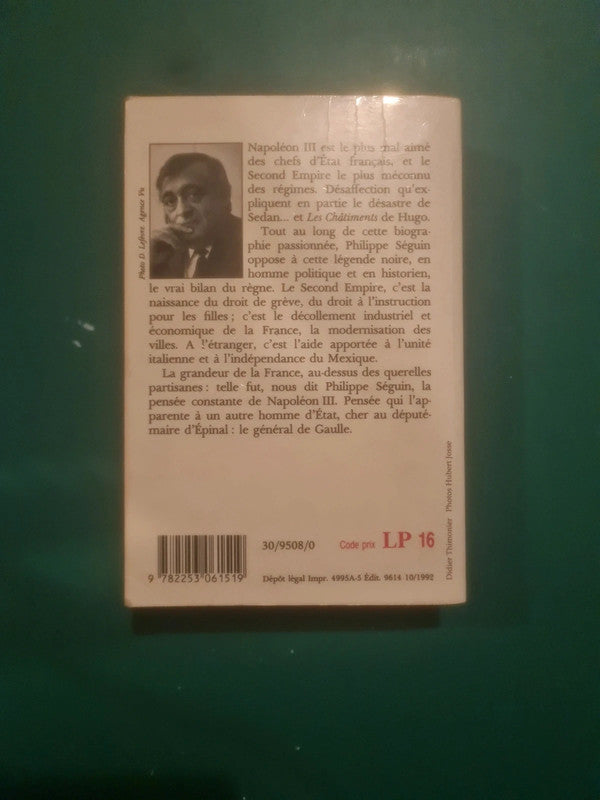 Napoléon III est le plus mal aimé
des chefs d'État français, et le
Second Empire le plus méconnu
des régimes. Désaffection qu'ex-
pliquent en partie le désastre de
Sedan... et Les Châtiments de Hugo.
Tout au long de cette biogra-
phie passionnée, Philippe Séguin
oppose à cette légende noire, en
homme politique et en historien,
le vrai bilan du règne. Le Second Empire, c'est la
naissance du droit de grève, du droit à l'instruction
pour les filles ; c'est le décollement industriel et
économique de la France, la modernisation des
villes. A l'étranger, c'est l'aide apportée à l'unité
italienne et à l'indépendance du Mexique.
La grandeur de la France, au-dessus des querelles
partisanes : telle fut, nous dit Philippe Séguin, la
pensée constante de Napoléon III. Pensée qui l'ap-
parente à un autre homme d'État, cher au député-
maire d'Épinal : le général de Gaulle.
Photo D. Lefèvre. Agence Vu
Didier Thimonier Photos Hubert Josse
30/9508/0
Code prix LP 16
9 782253 061519
Dépôt légal Impr. 4995A-5 Édit. 9614 10/1992